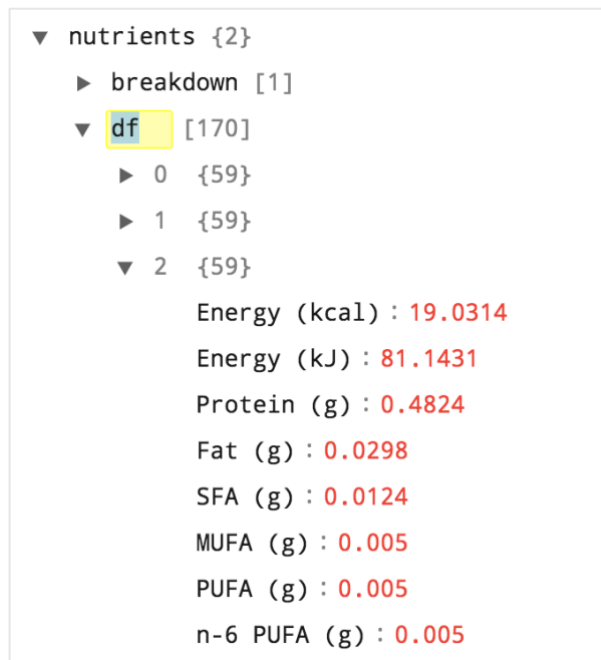 ▼ nutrients {2}
▶ breakdown [1]
▼ df [170]
▶ 0 {59}
▶ 1 {59}
▼ 2 {59}
Energy (kcal) : 19.0314
Energy (kJ) : 81.1431
Protein (g) : 0.4824
Fat (g) : 0.0298
SFA (g) : 0.0124
MUFA (g) : 0.005
PUFA (g) : 0.005
n-6 PUFA (g) : 0.005